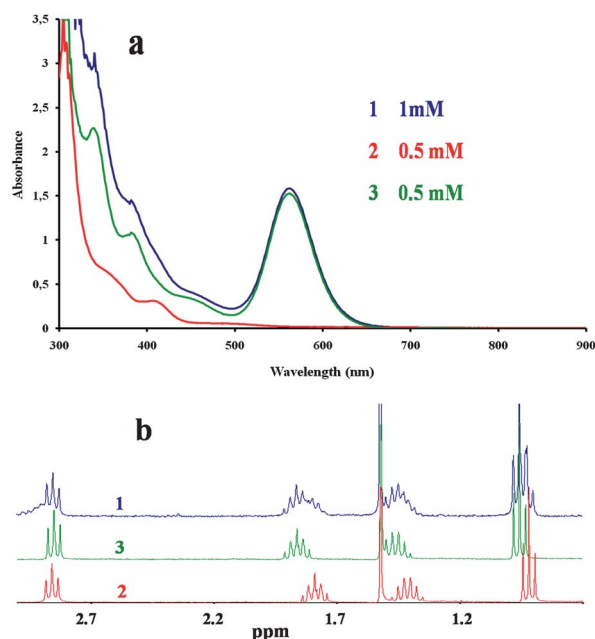 a
3,5
3
2,5
2
1,5
1
0,5
0
Absorbance
1 1mM
2 0.5 mM
3 0.5 mM
300 400 500 600 700 800 900
Wavelength (nm)
b
1
3
2
2.7 2.2 1.7 1.2
ppm